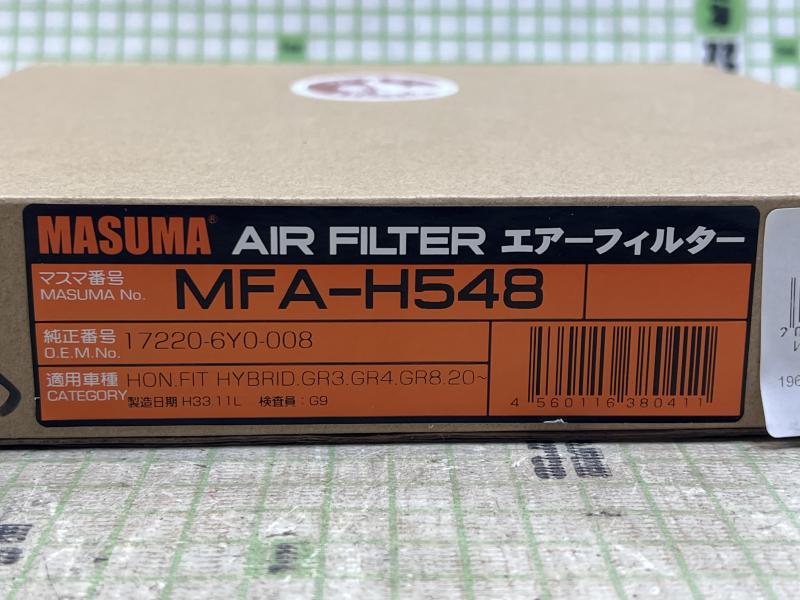 MASUMA® AIR FILTER エアーフィルター
マスマ番号
MASUMA No. MFA-H548
純正番号
O.E.M.No. 17220-6Y0-008
適用車種
CATEGORY HON.FIT HYBRID.GR3.GR4.GR8.20~
製造日期 H33.11L 検査員：G9
4 560116 380411
196